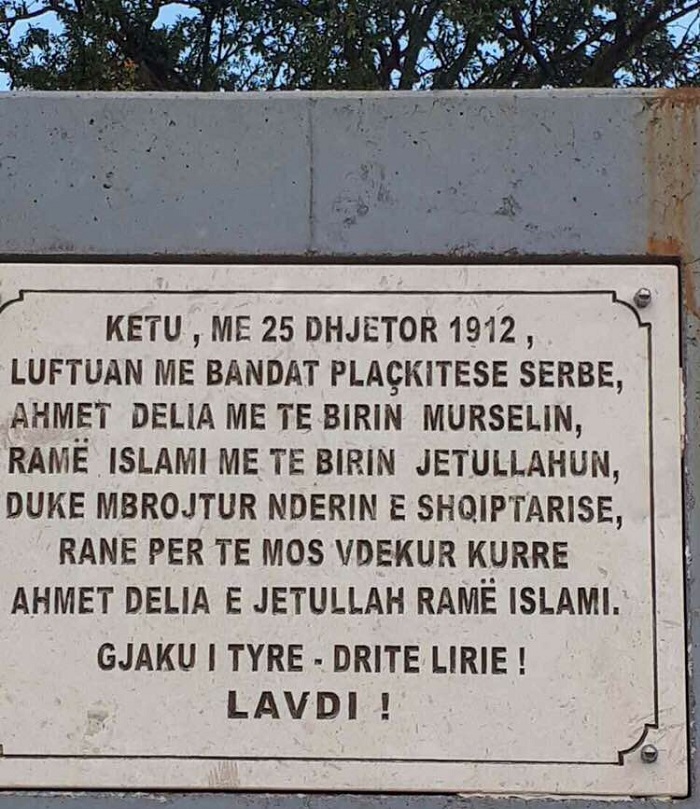 KETU , ME 25 DHJETOR 1912 ,
LUFTUAN ME BANDAT PLAÇKITESE SERBE,
AHMET DELIA ME TE BIRIN MURSELIN,
RAMË ISLAMI ME TE BIRIN JETULLAHUN,
DUKE MBROJTUR NDERIN E SHQIPTARISE,
RANE PER TE MOS VDEKUR KURRE
AHMET DELIA E JETULLAH RAMË ISLAMI.
GJAKU I TYRE - DRITE LIRIE !
LAVDI !